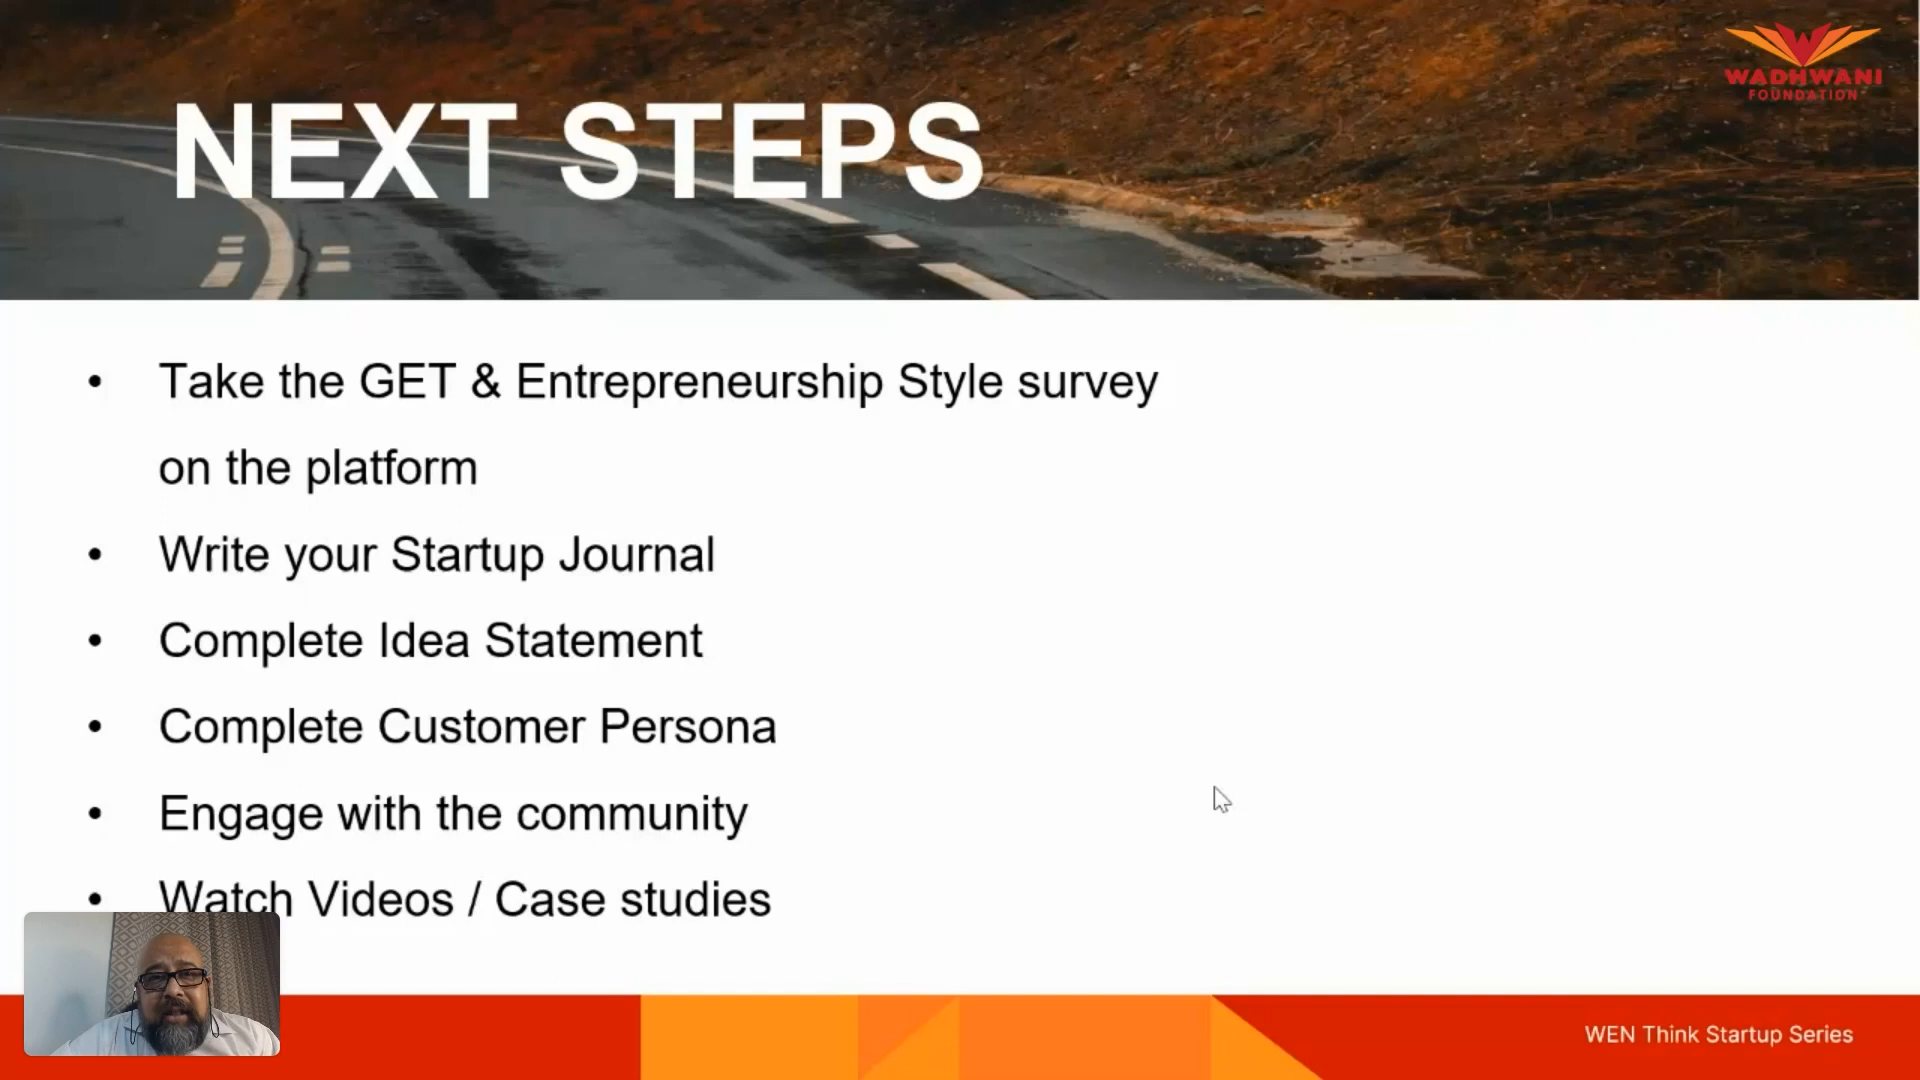 WADHWANI
FOUNDATION
NEXT STEPS
• Take the GET & Entrepreneurship Style survey
on the platform
• Write your Startup Journal
• Complete Idea Statement
• Complete Customer Persona
• Engage with the community
• Watch Videos / Case studies
WEN Think Startup Series